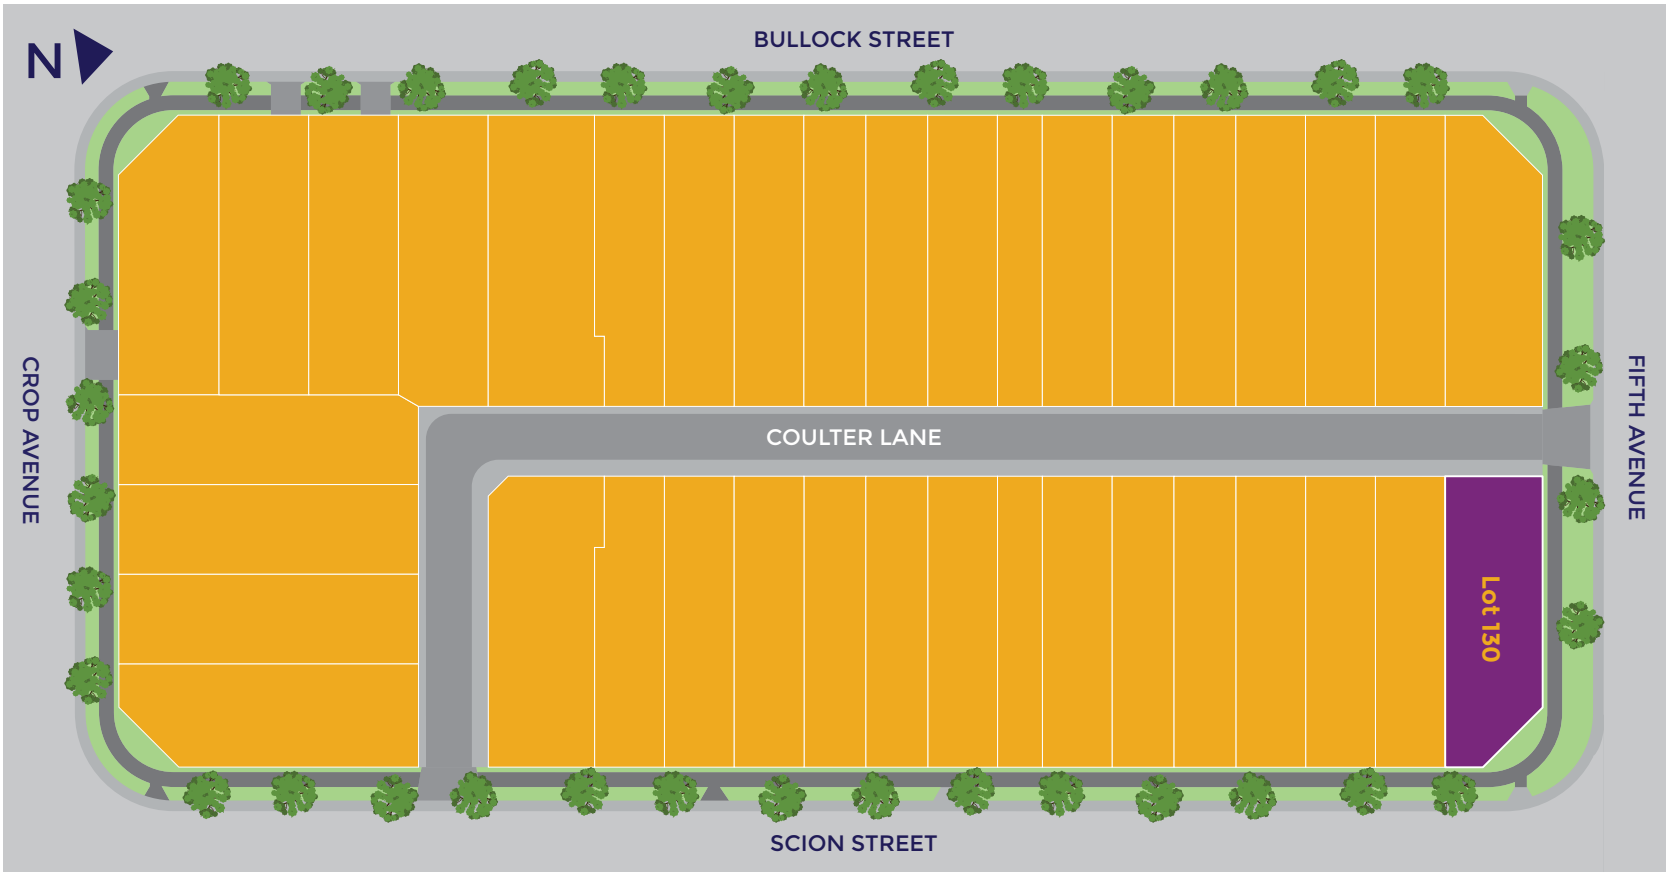 N
BULLOCK STREET
CROP AVENUE
COULTER LANE
FIFTH AVENUE
Lot 130
SCION STREET